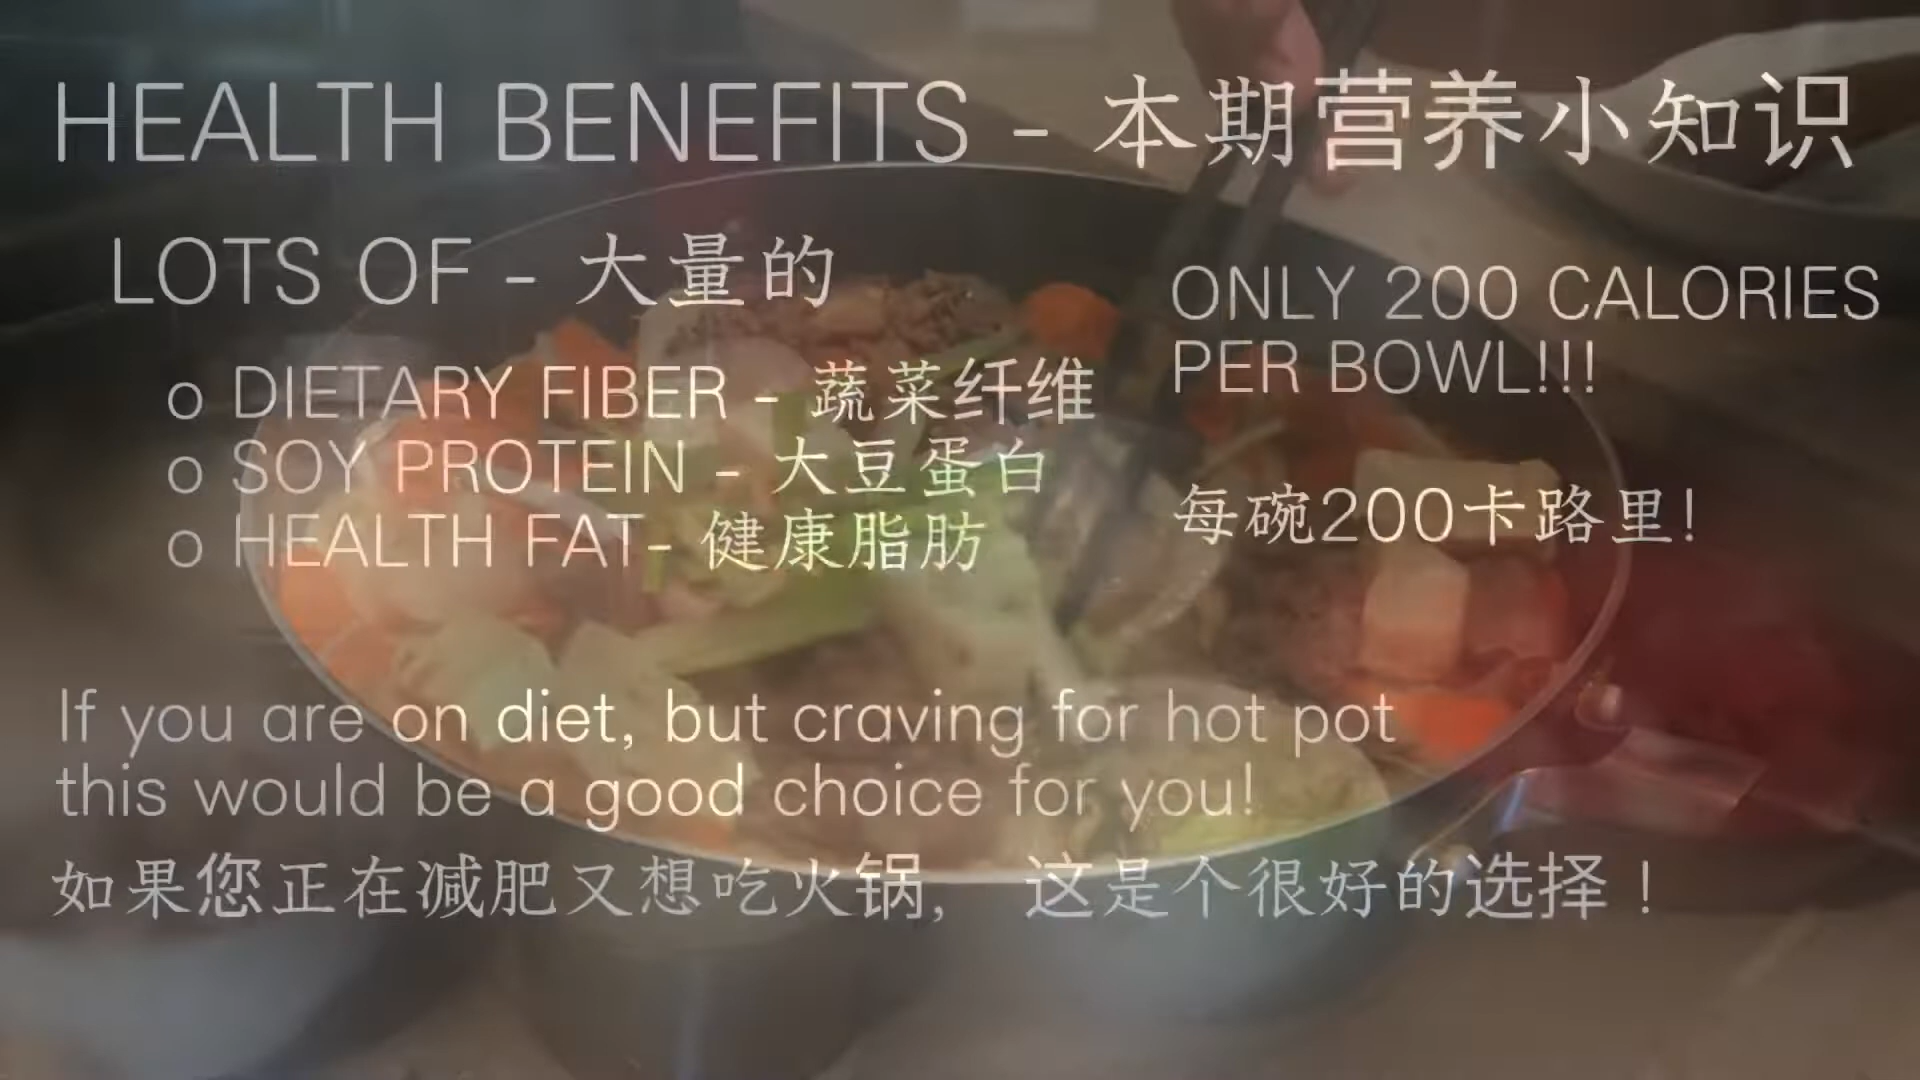 HEALTH BENEFITS - 本期营养小知识
LOTS OF - 大量的
o DIETARY FIBER - 蔬菜纤维
o SOY PROTEIN - 大豆蛋白
o HEALTH FAT- 健康脂肪
ONLY 200 CALORIES
PER BOWL!!!
每碗200卡路里!
If you are on diet, but craving for hot pot
this would be a good choice for you!
如果您正在减肥又想吃火锅, 这是个很好的选择！